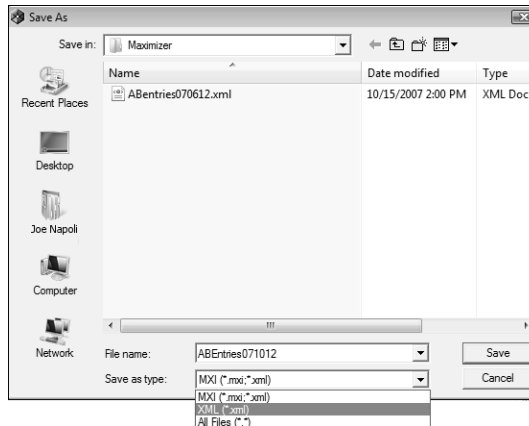 Save As
Save in: Maximizer
Name Date modified Type
ABentries070612.xml 10/15/2007 2:00 PM XML Doc
Recent Places
Desktop
Joe Napoli
Computer
Network
File name: ABEntries071012 Save
Save as type: MXI (*.mxi;*.xml) Cancel
MXI (*.mxi;*.xml)
XML (*.xml)
All Files (*.*)